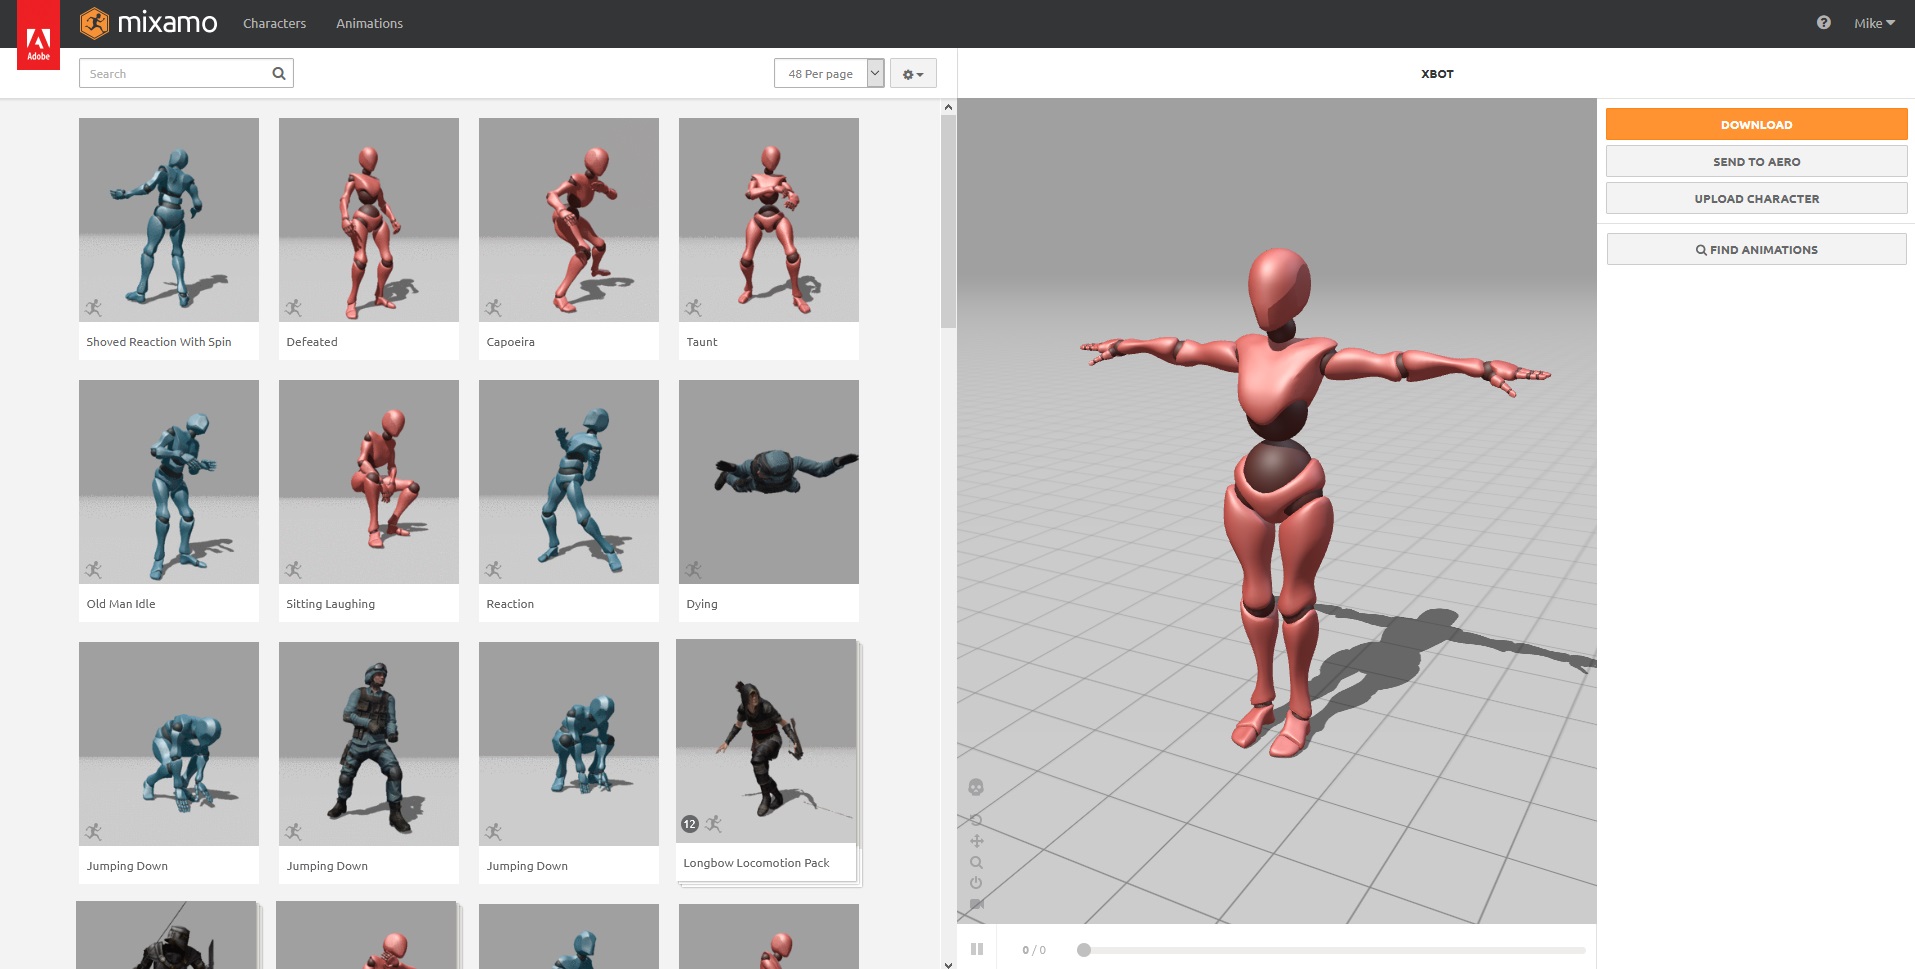 Adobe
mixamo
Characters
Animations
Mike
Search
48 Per page
XBOT
DOWNLOAD
SEND TO AERO
UPLOAD CHARACTER
FIND ANIMATIONS
Shoved Reaction With Spin
Defeated
Capoeira
Taunt
Old Man Idle
Sitting Laughing
Reaction
Dying
Jumping Down
Jumping Down
Jumping Down
12
Longbow Locomotion Pack
0 / 0